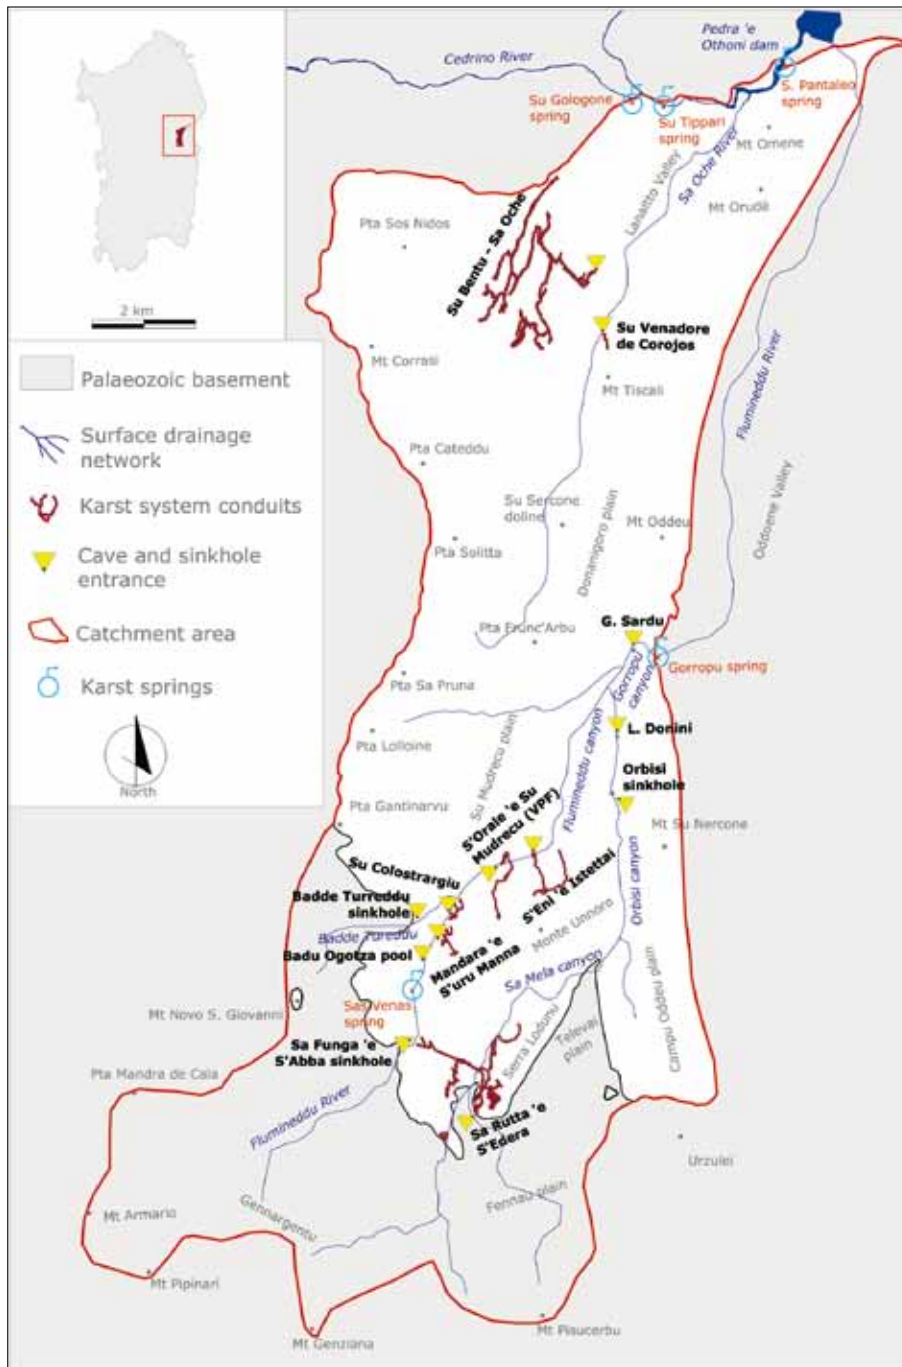 Pedra 'e
Othoni dam
Cedrino River
S. Pantaleo
spring
Su Gologone
spring
Su Tippari
spring
Mt Omene
Sa Oche River
Lanaitto Valley
Mt Orudè
Pta Sos Nidos
Su Bentu - Sa Oche
2 km
Su Venadore
de Corojos
Mt Corrasi
Mt Tiscali
Flumineddu River
Palaeozoic basement
Surface drainage
network
Karst system conduits
Cave and sinkhole
entrance
Catchment area
Karst springs
North
Pta Cateddu
Su Sercone
doline
Donanigoro plain
Mt Oddeu
Oddoene Valley
Pta Solitta
G. Sardu
Pta Frunc'Arbu
Gorropu spring
Gorropu
canyon
Pta Sa Pruna
Pta Lolloine
Su Mudrecu plain
Flumineddu canyon
L. Donini
Orbisi
sinkhole
Pta Gantinarvu
Mt Su Nercone
S'Orale 'e Su
Mudrecu (VPF)
Su Colostrargiu
Badde Turreddu
sinkhole
S'Eni 'e Istettai
Orbisi canyon
Badde Tureddu
Monte Unnoro
Badu Ogotza pool
Mandara 'e
S'uru Manna
Sa Mela canyon
Campu Oddeu plain
Mt Novo S. Giovanni
Sas Venas
spring
Sa Funga 'e
S'Abba sinkhole
Serra Lodunu
Televai
plain
Pta Mandra de Caia
Flumineddu River
Sa Rutta 'e
S'Edera
Urzulei
Mt Armario
Gennargentu
Fennau plain
Mt Pipinari
Mt Genziana
Mt Pisucerbu